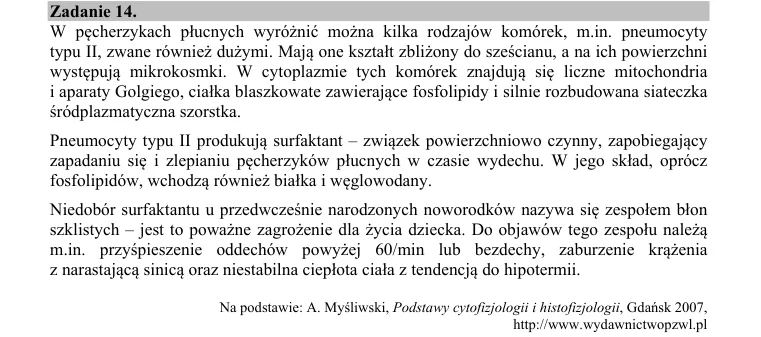 Zadanie 14.
W pęcherzykach płucnych wyróżnić można kilka rodzajów komórek, m.in. pneumocyty
typu II, zwane również dużymi. Mają one kształt zbliżony do sześcianu, a na ich powierzchni
występują mikrokosmki. W cytoplazmie tych komórek znajdują się liczne mitochondria
i aparaty Golgiego, ciałka blaszkowate zawierające fosfolipidy i silnie rozbudowana siateczka
śródplazmatyczna szorstka.
Pneumocyty typu II produkują surfaktant – związek powierzchniowo czynny, zapobiegający
zapadaniu się i zlepianiu pęcherzyków płucnych w czasie wydechu. W jego skład, oprócz
fosfolipidów, wchodzą również białka i węglowodany.
Niedobór surfaktantu u przedwcześnie narodzonych noworodków nazywa się zespołem błon
szklistych – jest to poważne zagrożenie dla życia dziecka. Do objawów tego zespołu należą
m.in. przyśpieszenie oddechów powyżej 60/min lub bezdechy, zaburzenie krążenia
z narastającą sinicą oraz niestabilna ciepłota ciała z tendencją do hipotermii.
Na podstawie: A. Myśliwski, Podstawy cytofizjologii i histofizjologii, Gdańsk 2007,
http://www.wydawnictwopzwl.pl